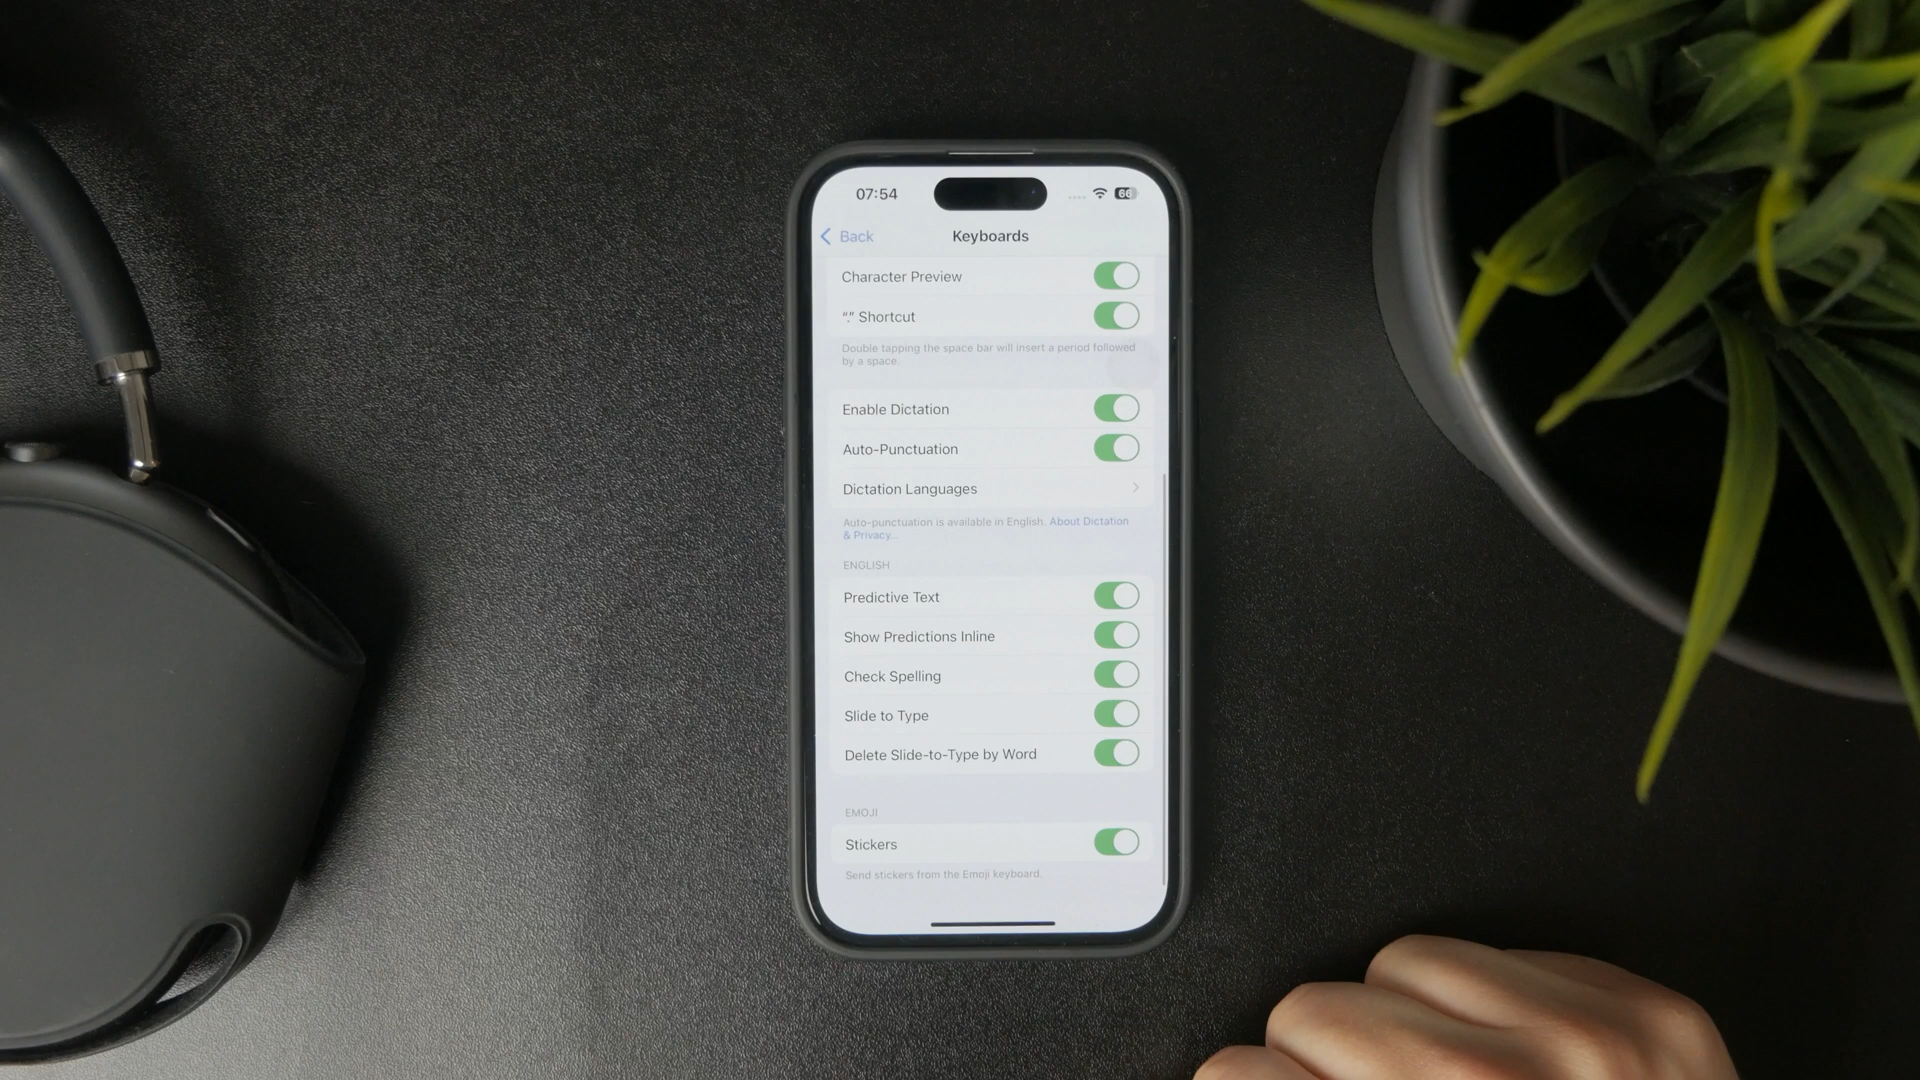 07:54
66
Back
Keyboards
Character Preview
“.” Shortcut
Double tapping the space bar will insert a period followed
by a space.
Enable Dictation
Auto-Punctuation
Dictation Languages
Auto-punctuation is available in English. About Dictation
& Privacy...
ENGLISH
Predictive Text
Show Predictions Inline
Check Spelling
Slide to Type
Delete Slide-to-Type by Word
EMOJI
Stickers
Send stickers from the Emoji keyboard.